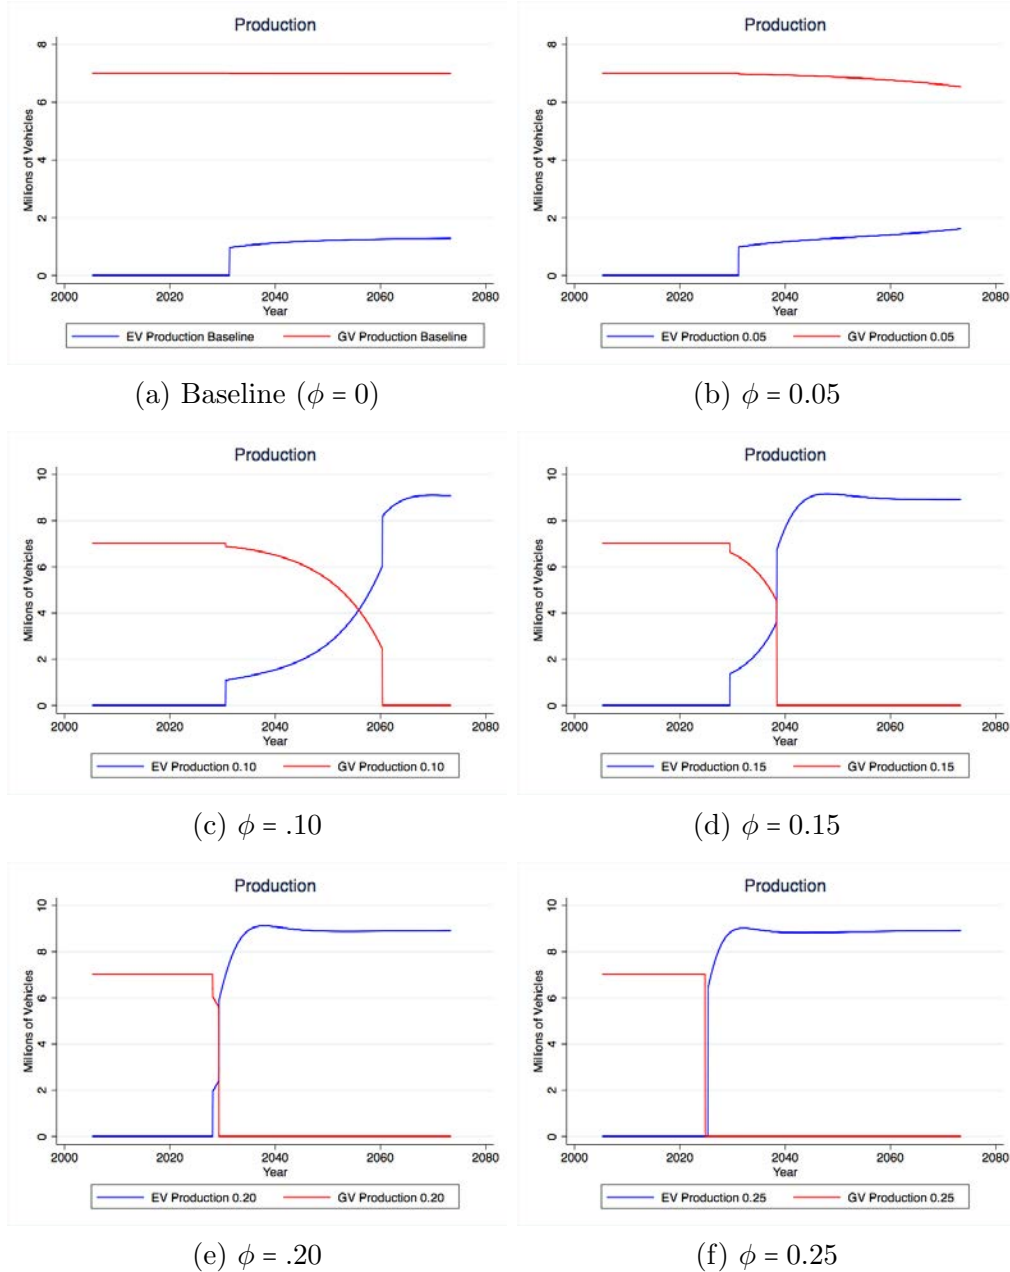 Production
Millions of Vehicles
8
6
4
2
0
2000 2020 2040 2060 2080
Year
EV Production Baseline GV Production Baseline
(a) Baseline (ϕ = 0)
Production
Millions of Vehicles
8
6
4
2
0
2000 2020 2040 2060 2080
Year
EV Production 0.05 GV Production 0.05
(b) ϕ = 0.05
Production
Millions of Vehicles
10
8
6
4
2
0
2000 2020 2040 2060 2080
Year
EV Production 0.10 GV Production 0.10
(c) ϕ = .10
Production
Millions of Vehicles
10
8
6
4
2
0
2000 2020 2040 2060 2080
Year
EV Production 0.15 GV Production 0.15
(d) ϕ = 0.15
Production
Millions of Vehicles
10
8
6
4
2
0
2000 2020 2040 2060 2080
Year
EV Production 0.20 GV Production 0.20
(e) ϕ = .20
Production
Millions of Vehicles
10
8
6
4
2
0
2000 2020 2040 2060 2080
Year
EV Production 0.25 GV Production 0.25
(f) ϕ = 0.25